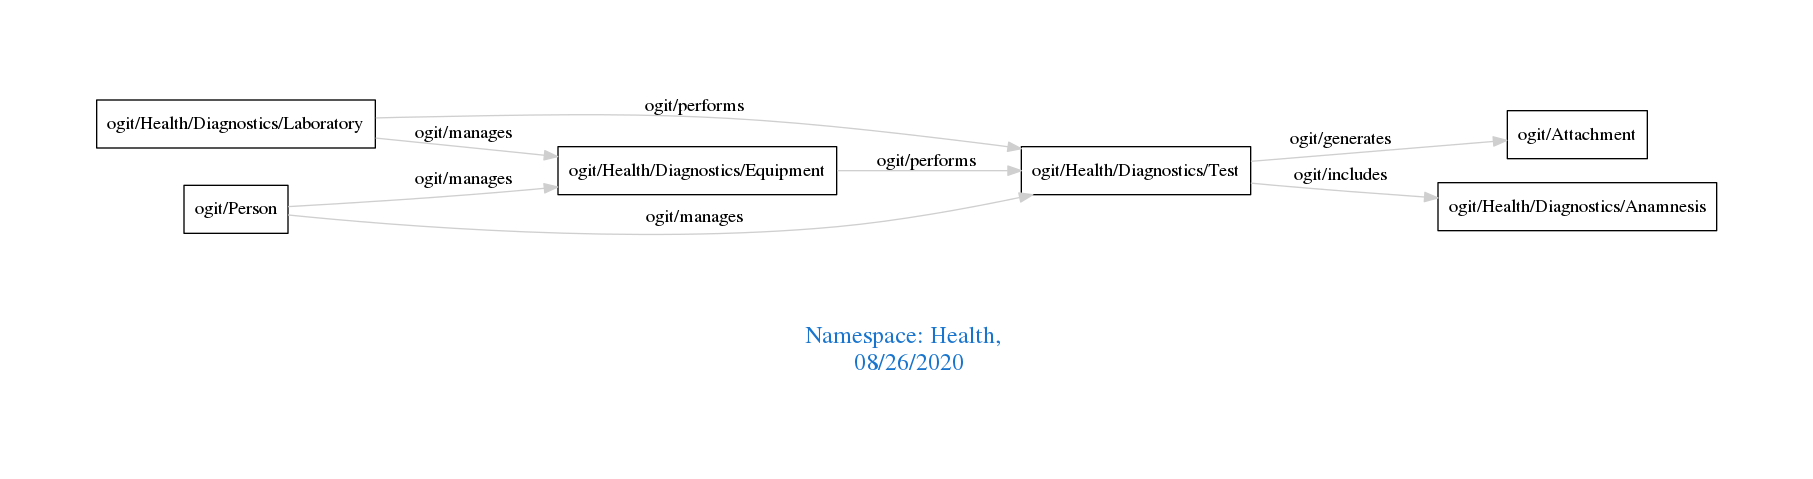 ogit/Health/Diagnostics/Laboratory
ogit/performs
ogit/manages
ogit/Health/Diagnostics/Equipment
ogit/manages
ogit/Person
ogit/manages
ogit/performs
ogit/Health/Diagnostics/Test
ogit/generates
ogit/Attachment
ogit/includes
ogit/Health/Diagnostics/Anamnesis
Namespace: Health,
08/26/2020